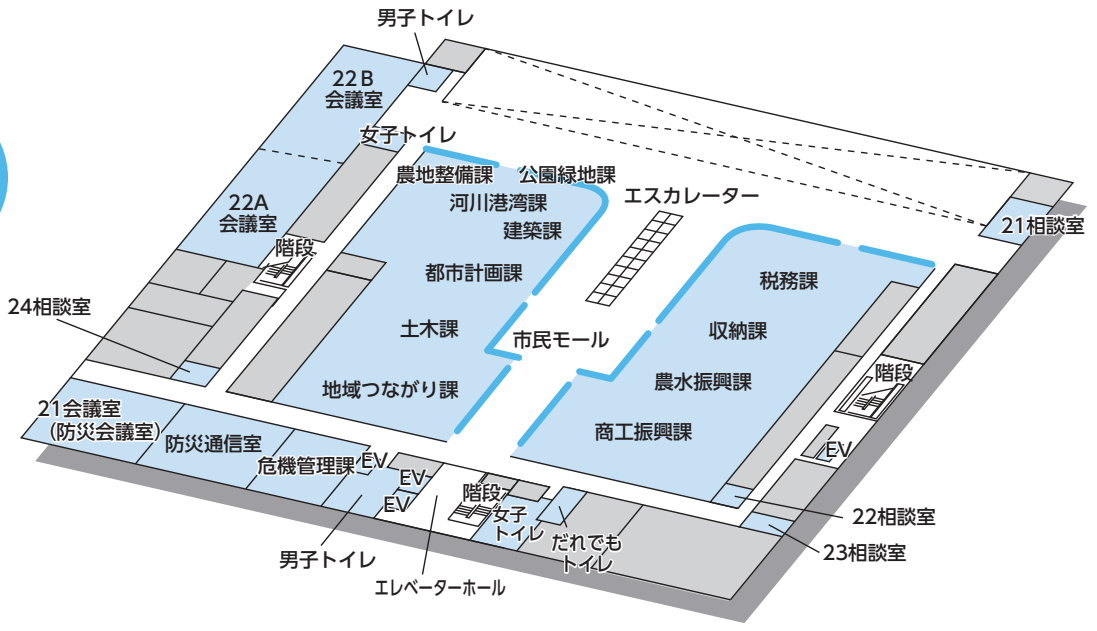 男子トイレ
22B
会議室
女子トイレ
農地整備課
公園緑地課
河川港湾課
建築課
エスカレーター
21相談室
22A
会議室
階段
都市計画課
税務課
24相談室
土木課
市民モール
収納課
地域つながり課
農水振興課
階段
21会議室
(防災会議室)
防災通信室
危機管理課
商工振興課
EV
EV
EV
EV
階段
女子
トイレ
だれでも
トイレ
22相談室
23相談室
男子トイレ
エレベーターホール